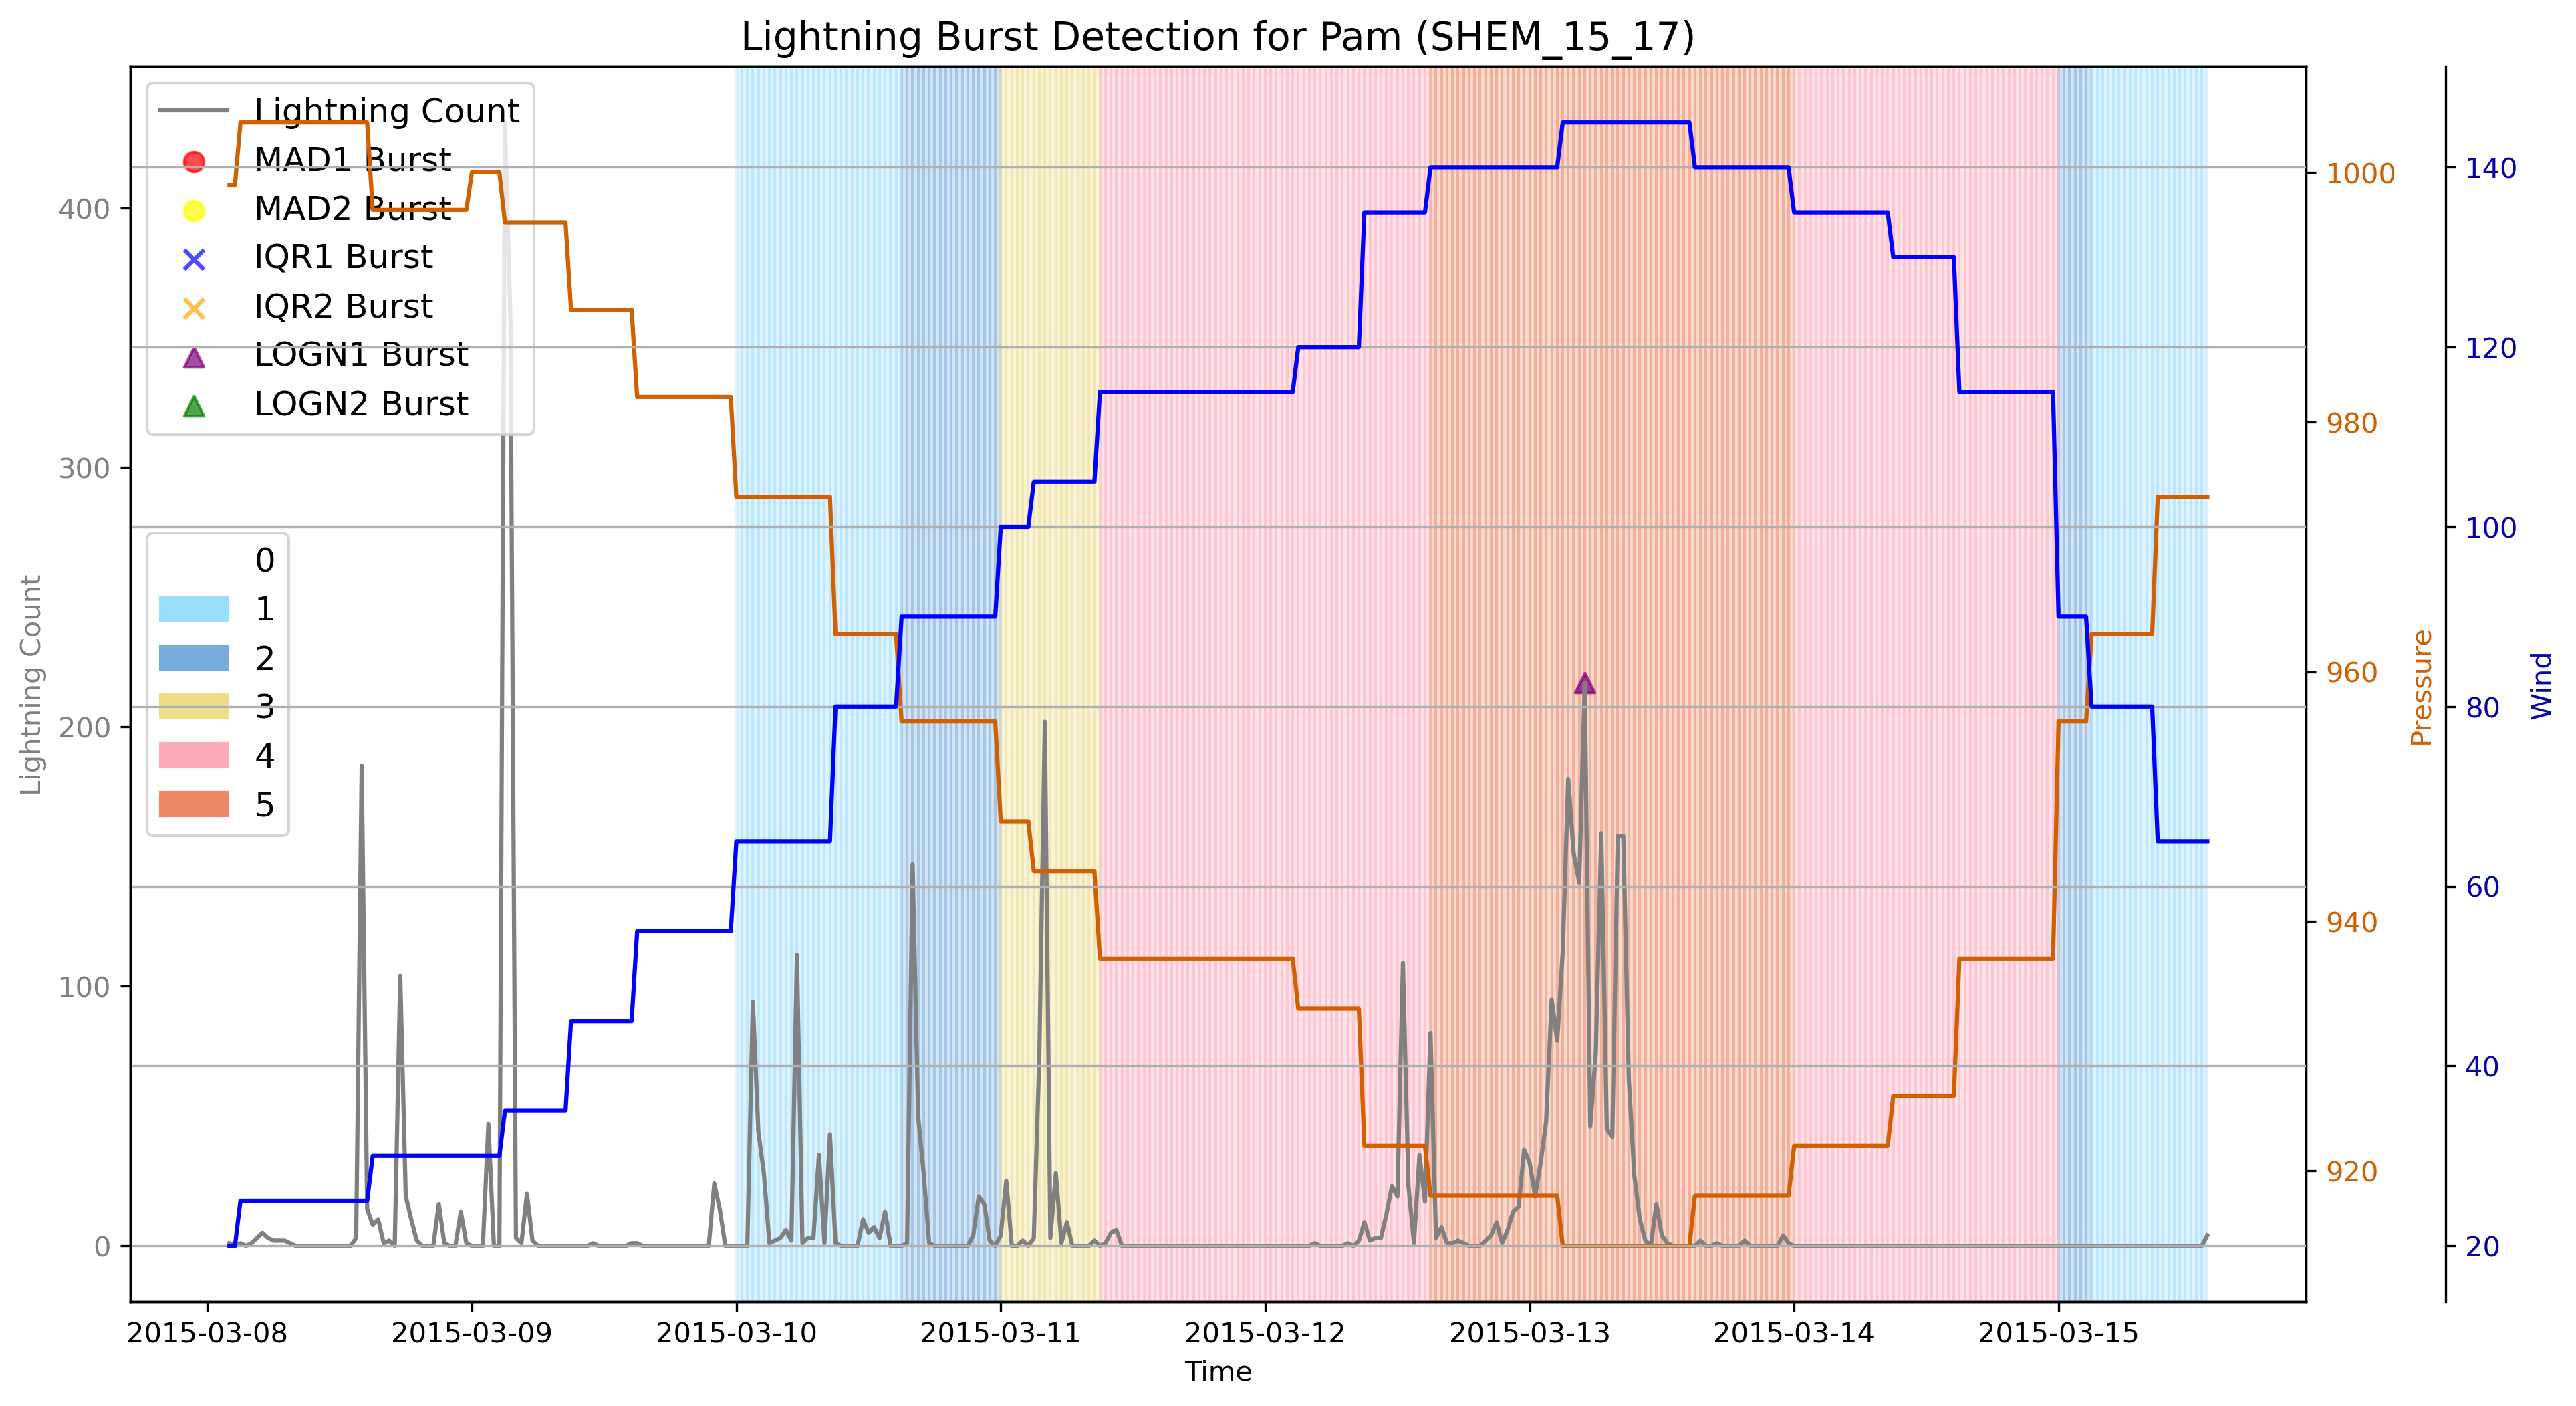 Lightning Burst Detection for Pam (SHEM_15_17)
Lightning Count
MAD1 Burst
MAD2 Burst
IQR1 Burst
IQR2 Burst
LOGN1 Burst
LOGN2 Burst
0
1
2
3
4
5
Lightning Count
400
300
200
100
0
1000
980
960
940
920
Pressure
140
120
100
80
60
40
20
Wind
2015-03-08
2015-03-09
2015-03-10
2015-03-11
2015-03-12
2015-03-13
2015-03-14
2015-03-15
Time